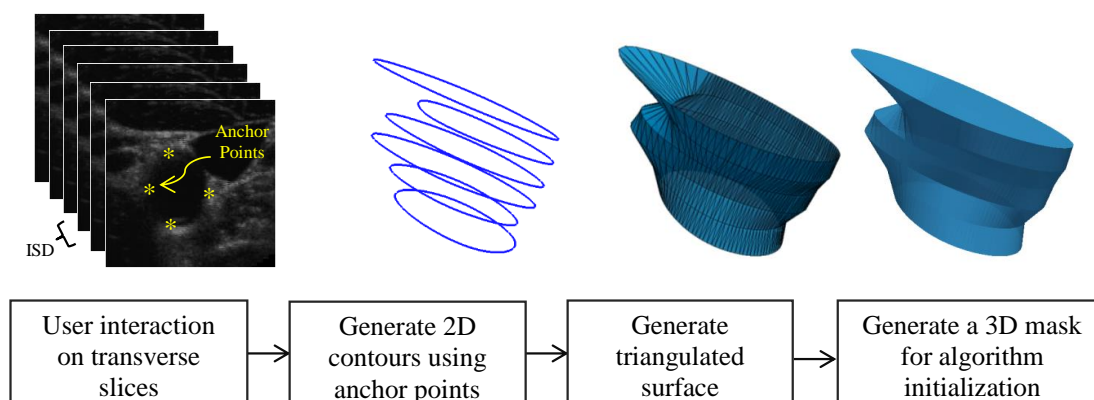 Anchor
Points
ISD
User interaction
on transverse
slices
Generate 2D
contours using
anchor points
Generate
triangulated
surface
Generate a 3D mask
for algorithm
initialization